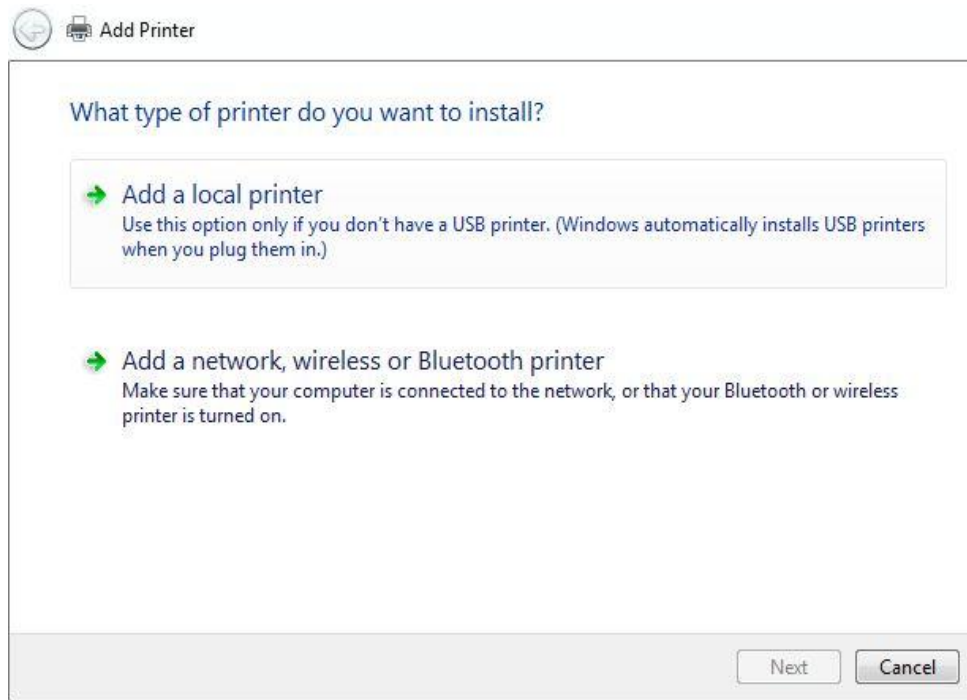 Add Printer
What type of printer do you want to install?
Add a local printer
Use this option only if you don't have a USB printer. (Windows automatically installs USB printers
when you plug them in.)
Add a network, wireless or Bluetooth printer
Make sure that your computer is connected to the network, or that your Bluetooth or wireless
printer is turned on.
Next
Cancel